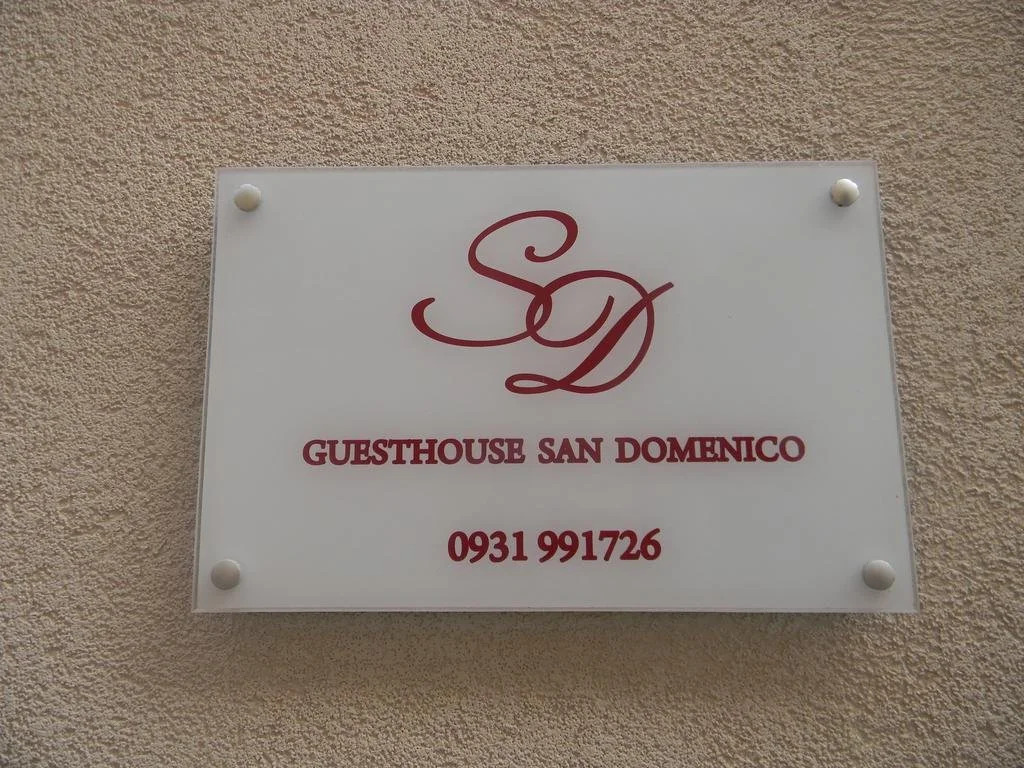 SD
GUESTHOUSE SAN DOMENICO
0931 991726